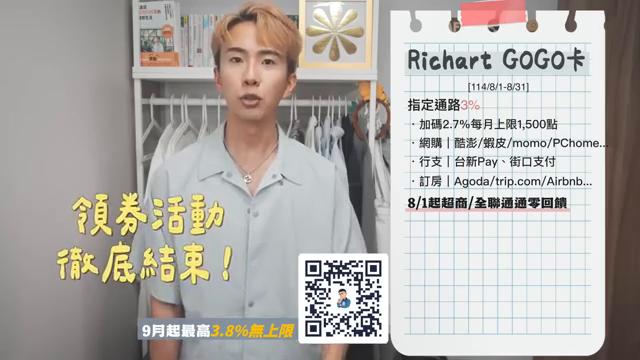 Richart GOGO卡
[114/8/1-8/31]
指定通路3%
·加碼2.7%每月上限1,500點
·網購｜酷澎/蝦皮/momo/PChome...
·行支｜台新Pay、街口支付
·訂房｜Agoda/trip.com/Airbnb...
8/1起超商/全聯通通零回饋
領券活動
徹底結束！
9月起最高3.8%無上限